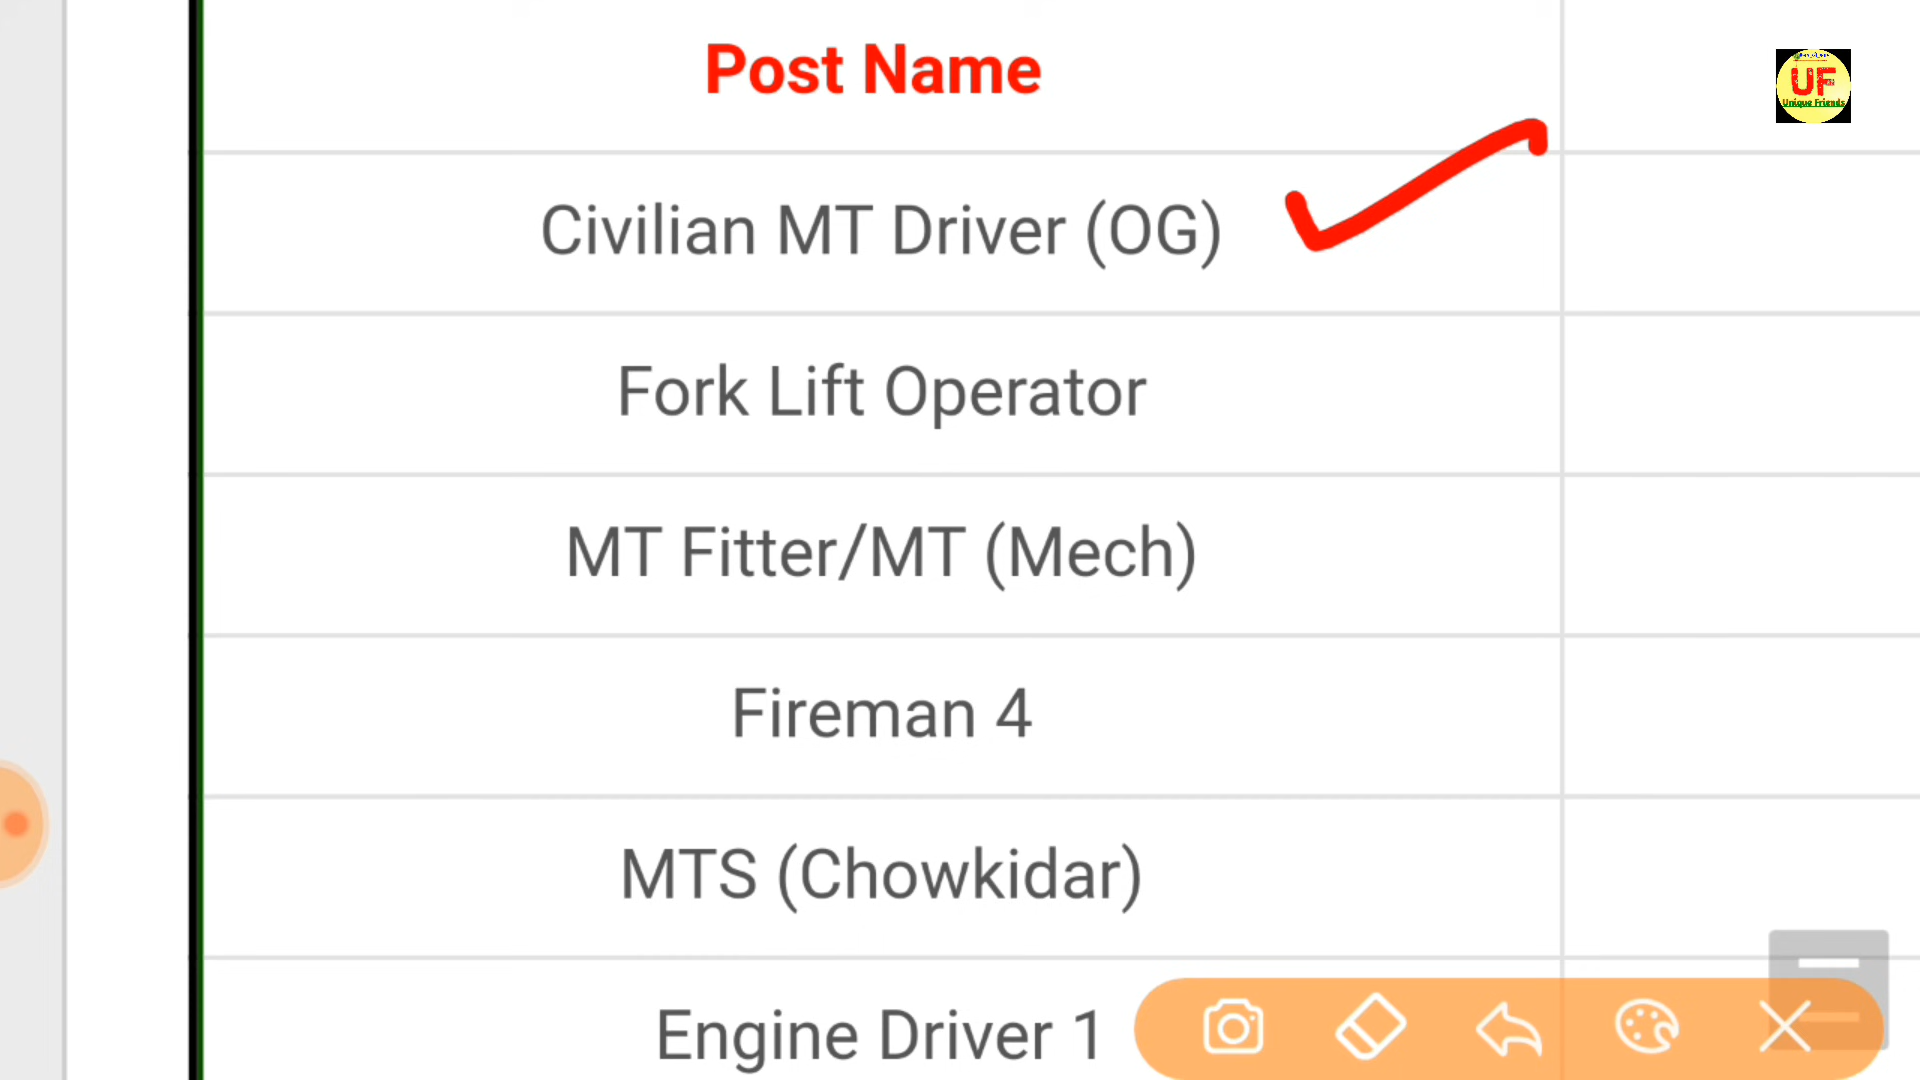 Post Name
UF
Unique Friends
Civilian MT Driver (OG)
Fork Lift Operator
MT Fitter/MT (Mech)
Fireman 4
MTS (Chowkidar)
Engine Driver 1